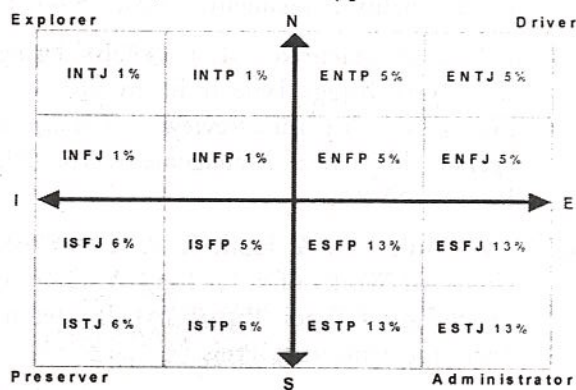 Explorer N Driver
INTJ 1% INTP 1% ENTP 5% ENTJ 5%
INFJ 1% INFP 1% ENFP 5% ENFJ 5%
I E
ISFJ 6% ISFP 5% ESFP 13% ESFJ 13%
ISTJ 6% ISTP 6% ESTP 13% ESTJ 13%
Preserver S Administrator